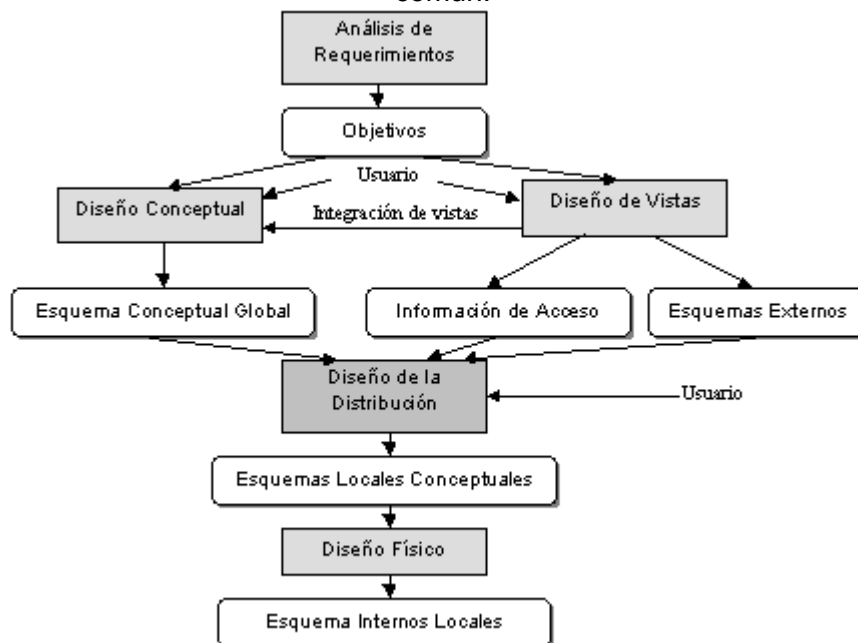 comun.
Análisis de
Requerimientos
Objetivos
Usuario
Diseño Conceptual
Integración de vistas
Diseño de Vistas
Esquema Conceptual Global
Información de Acceso
Esquemas Externos
Diseño de la
Distribución
Usuario
Esquemas Locales Conceptuales
Diseño Físico
Esquema Internos Locales